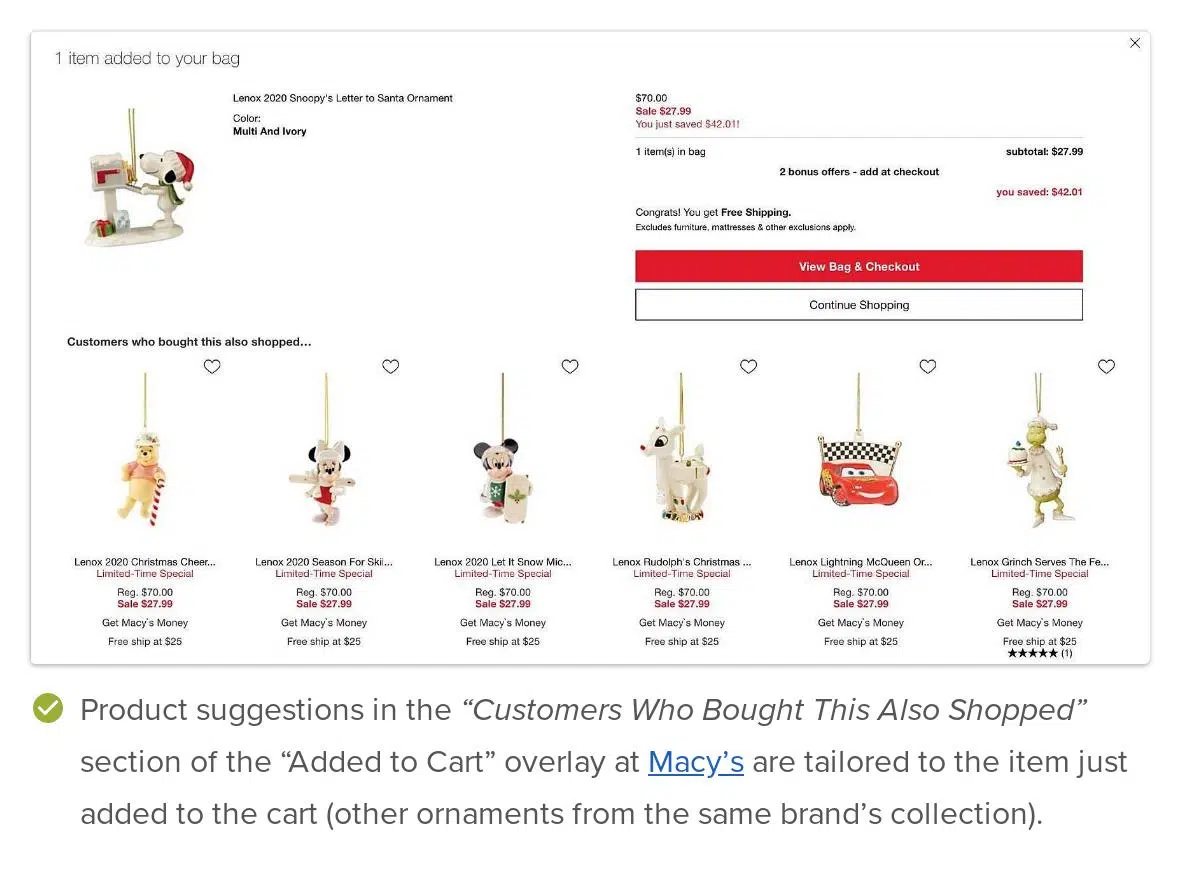 1 item added to your bag
Lenox 2020 Snoopy's Letter to Santa Ornament
Color:
Multi And Ivory
$70.00
Sale $27.99
You just saved $42.01!
1 item(s) in bag
subtotal: $27.99
2 bonus offers - add at checkout
you saved: $42.01
Congrats! You get Free Shipping.
Excludes furniture, mattresses & other exclusions apply.
View Bag & Checkout
Continue Shopping
Customers who bought this also shopped...
Lenox 2020 Christmas Cheer...
Limited-Time Special
Reg. $70.00
Sale $27.99
Get Macy's Money
Free ship at $25
Lenox 2020 Season For Skii...
Limited-Time Special
Reg. $70.00
Sale $27.99
Get Macy's Money
Free ship at $25
Lenox 2020 Let It Snow Mic...
Limited-Time Special
Reg. $70.00
Sale $27.99
Get Macy's Money
Free ship at $25
Lenox Rudolph's Christmas ...
Limited-Time Special
Reg. $70.00
Sale $27.99
Get Macy's Money
Free ship at $25
Lenox Lightning McQueen Or...
Limited-Time Special
Reg. $70.00
Sale $27.99
Get Macy's Money
Free ship at $25
Lenox Grinch Serves The Fe...
Limited-Time Special
Reg. $70.00
Sale $27.99
Get Macy's Money
Free ship at $25
★★★★★ (1)
Product suggestions in the “Customers Who Bought This Also Shopped”
section of the “Added to Cart” overlay at Macy’s are tailored to the item just
added to the cart (other ornaments from the same brand’s collection).